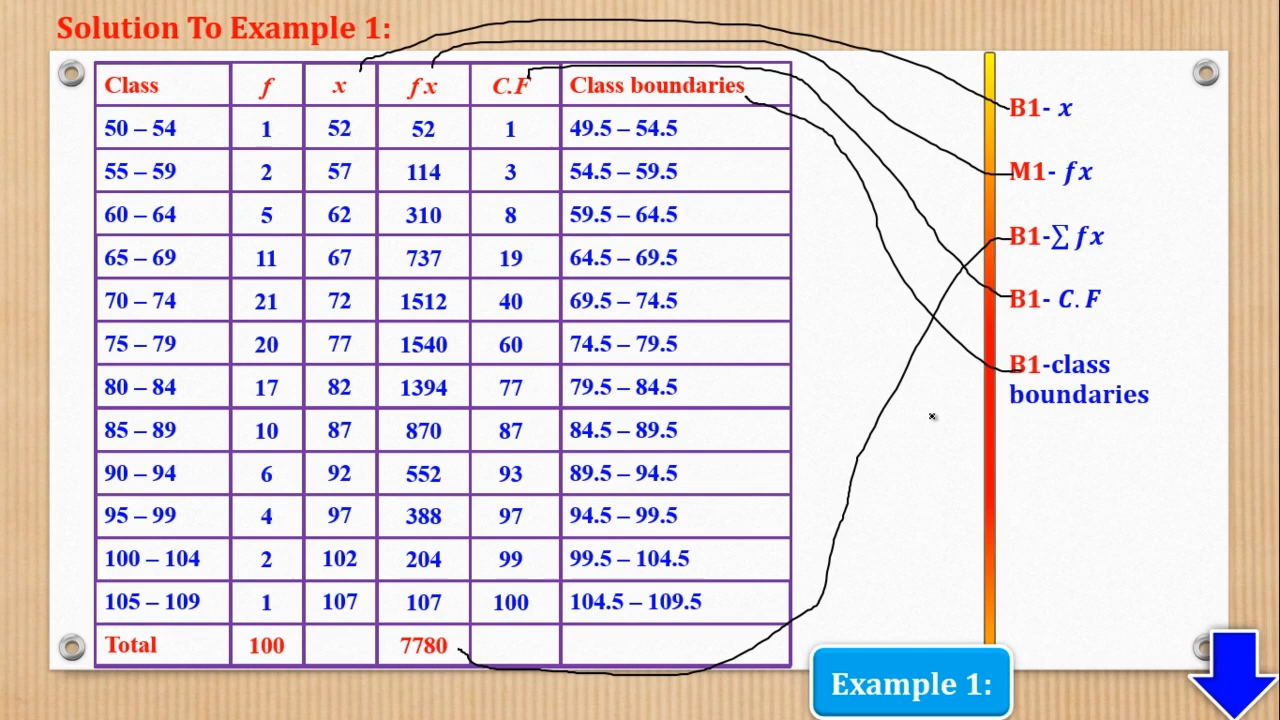 Solution To Example 1:
Class f x fx C.F Class boundaries
50 – 54 1 52 52 1 49.5 – 54.5
55 – 59 2 57 114 3 54.5 – 59.5
60 – 64 5 62 310 8 59.5 – 64.5
65 – 69 11 67 737 19 64.5 – 69.5
70 – 74 21 72 1512 40 69.5 – 74.5
75 – 79 20 77 1540 60 74.5 – 79.5
80 – 84 17 82 1394 77 79.5 – 84.5
85 – 89 10 87 870 87 84.5 – 89.5
90 – 94 6 92 552 93 89.5 – 94.5
95 – 99 4 97 388 97 94.5 – 99.5
100 – 104 2 102 204 99 99.5 – 104.5
105 – 109 1 107 107 100 104.5 – 109.5
Total 100 7780
B1- x
M1- fx
B1-∑ fx
B1- C.F
B1-class
boundaries
Example 1: